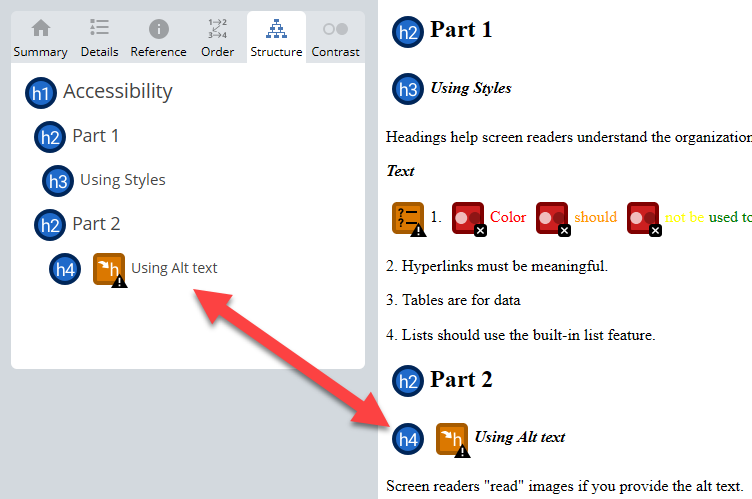 Summary Details Reference Order Structure Contrast
1→2
3→4
h1 Accessibility
h2 Part 1
h3 Using Styles
h2 Part 2
h4 h Using Alt text
h2 Part 1
h3 Using Styles
Headings help screen readers understand the organization
Text
? ? 1. Color should not be used to
2. Hyperlinks must be meaningful.
3. Tables are for data
4. Lists should use the built-in list feature.
h2 Part 2
h4 h Using Alt text
Screen readers "read" images if you provide the alt text.